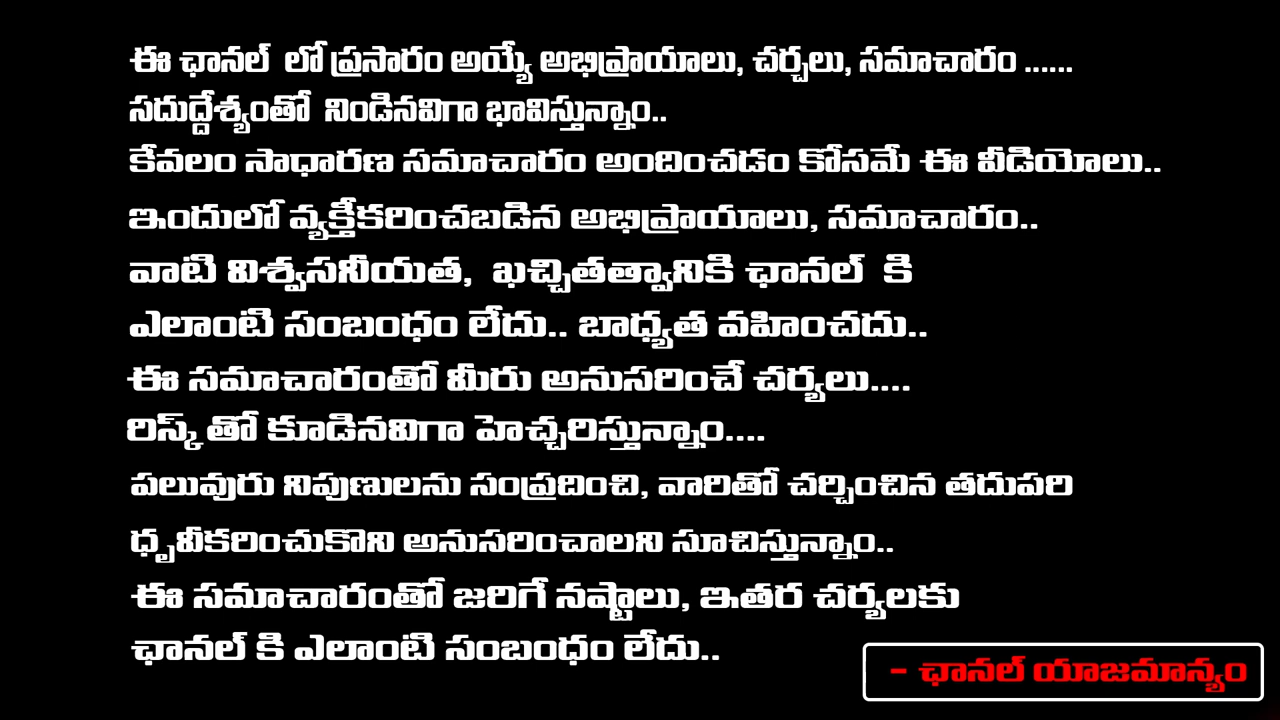 ఈ ఛానల్ లో ప్రసారం అయ్యే అభిప్రాయాలు, చర్చలు, సమాచారం ......
సదుద్దేశ్యంతో నిండినవిగా భావిస్తున్నాం..
కేవలం సాధారణ సమాచారం అందించడం కోసమే ఈ వీడియోలు..
ఇందులో వ్యక్తీకరించబడిన అభిప్రాయాలు, సమాచారం..
వాటి విశ్వసనీయత, ఖచ్చితత్వానికి ఛానల్ కి
ఎలాంటి సంబంధం లేదు.. బాధ్యత వహించదు..
ఈ సమాచారంతో మీరు అనుసరించే చర్యలు....
రిస్క్ తో కూడినవిగా హెచ్చరిస్తున్నాం....
పలువురు నిపుణులను సంప్రదించి, వారితో చర్చించిన తదుపరి
ధృవీకరించుకొని అనుసరించాలని సూచిస్తున్నాం..
ఈ సమాచారంతో జరిగే నష్టాలు, ఇతర చర్యలకు
ఛానల్ కి ఎలాంటి సంబంధం లేదు..
- ఛానల్ యాజమాన్యం